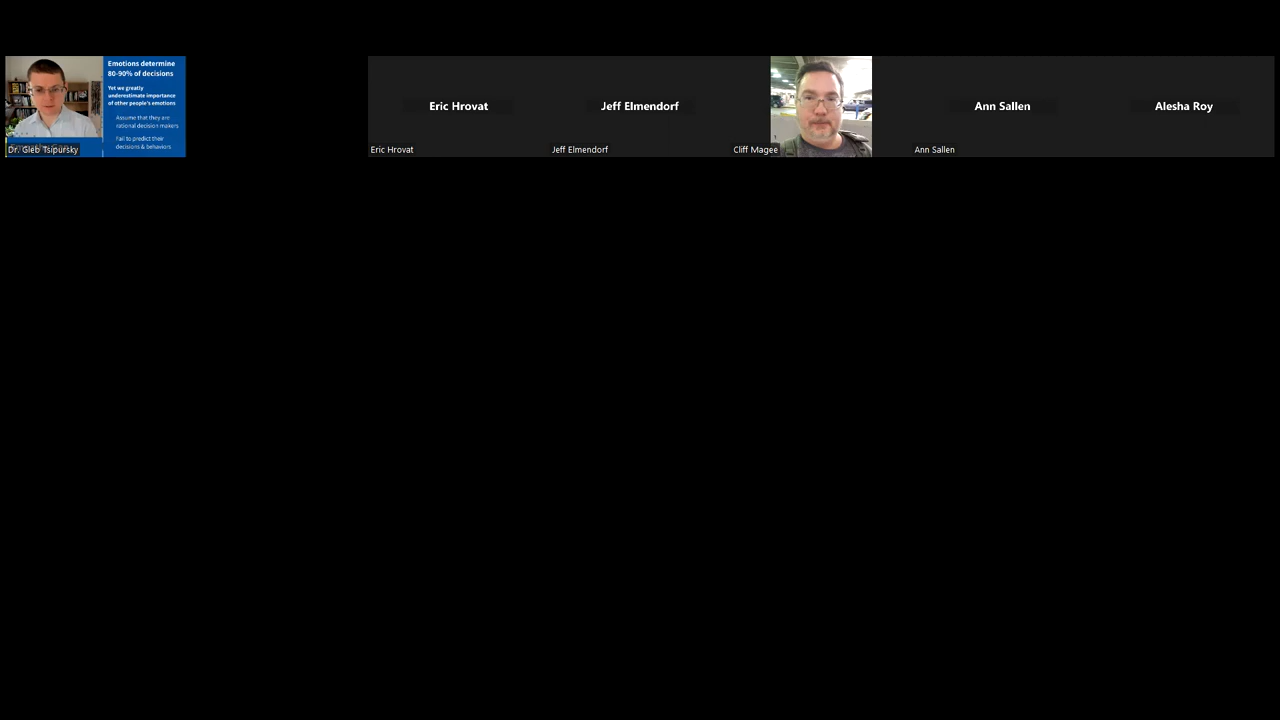 Emotions determine
80-90% of decisions
Yet we greatly
underestimate importance
of other people's emotions
Assume that they are
rational decision makers
Fail to predict their
decisions & behaviors
Dr. Gleb Tsipursky
Eric Hrovat
Eric Hrovat
Jeff Elmendorf
Jeff Elmendorf
Cliff Magee
Ann Sallen
Ann Sallen
Alesha Roy